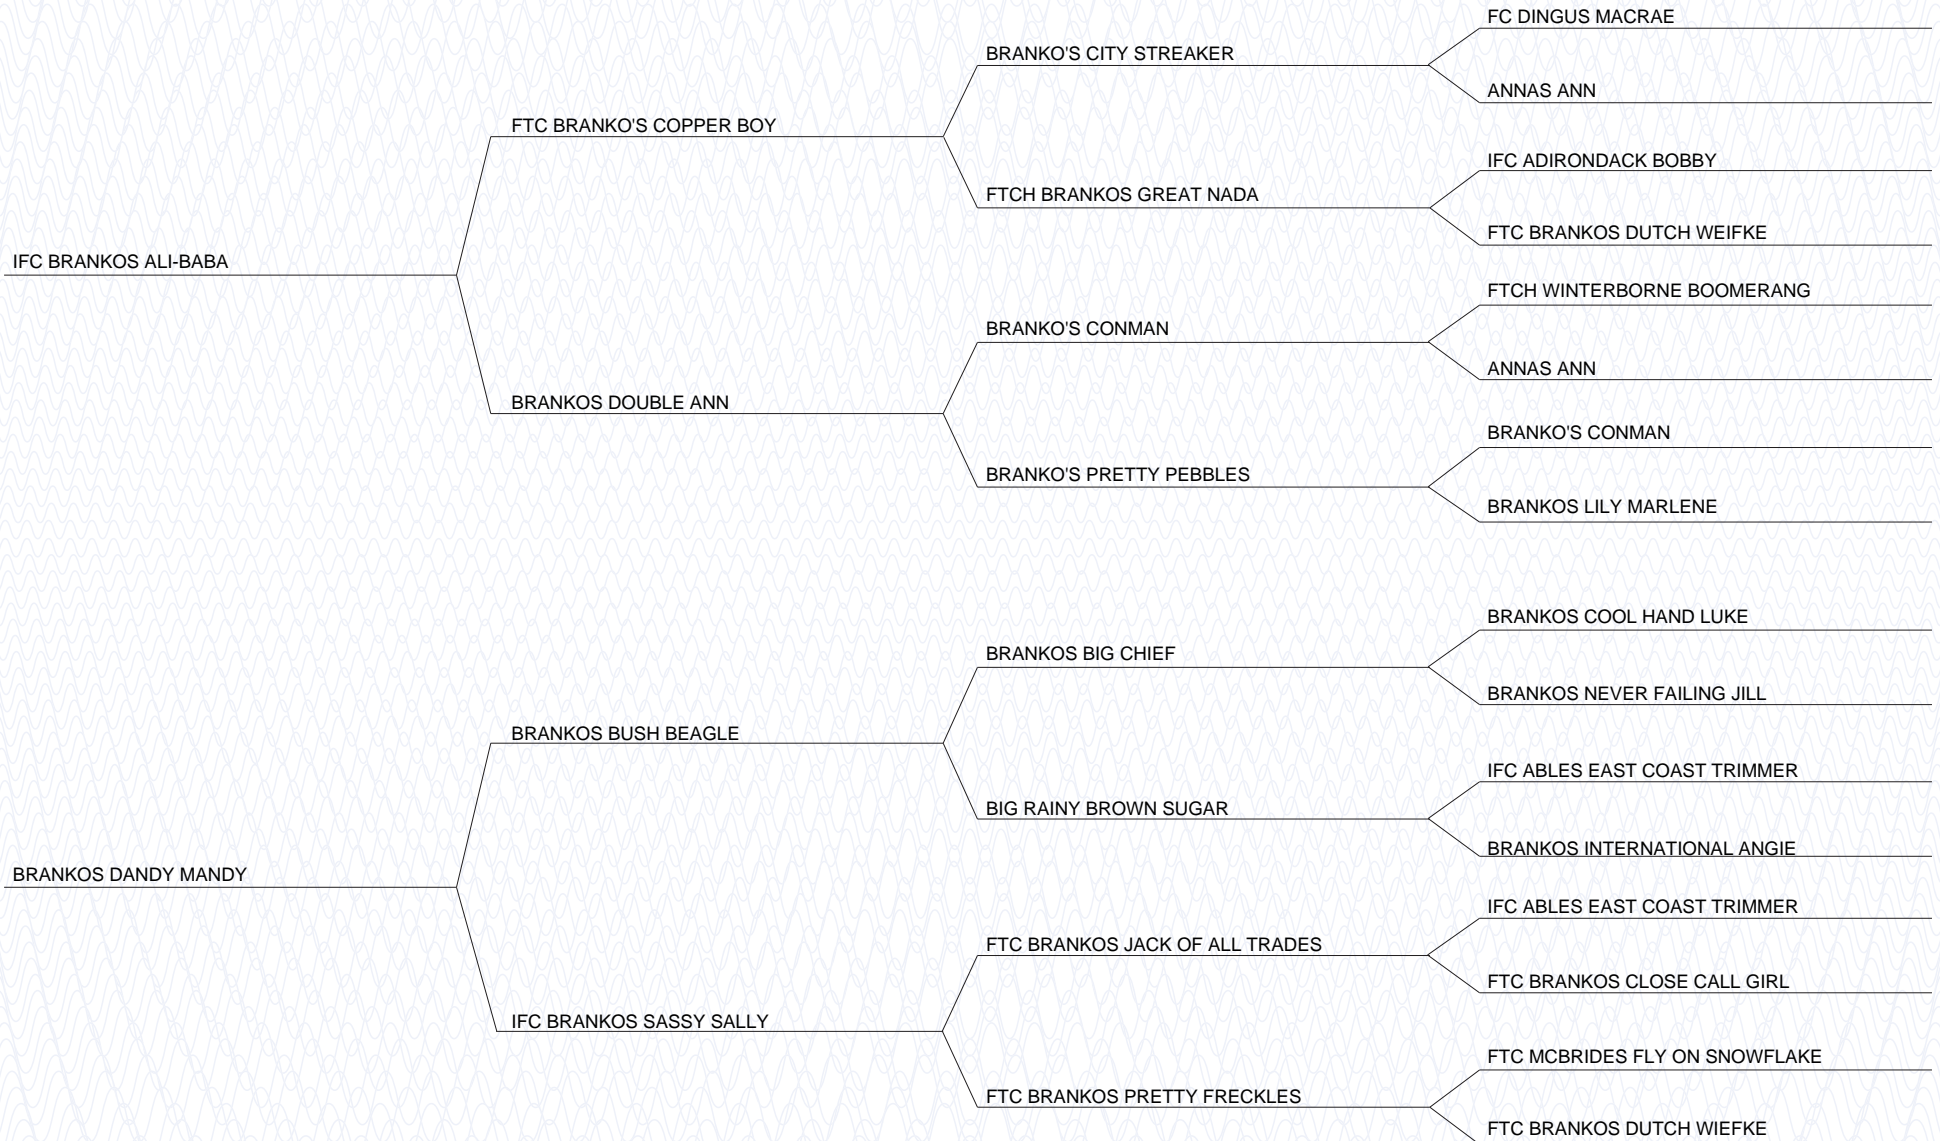 FC DINGUS MACRAE
BRANKO'S CITY STREAKER
ANNAS ANN
FTC BRANKO'S COPPER BOY
IFC ADIRONDACK BOBBY
FTCH BRANKOS GREAT NADA
FTC BRANKOS DUTCH WEIFKE
IFC BRANKOS ALI-BABA
FTCH WINTERBORNE BOOMERANG
BRANKO'S CONMAN
ANNAS ANN
BRANKOS DOUBLE ANN
BRANKO'S CONMAN
BRANKO'S PRETTY PEBBLES
BRANKOS LILY MARLENE
BRANKOS COOL HAND LUKE
BRANKOS BIG CHIEF
BRANKOS NEVER FAILING JILL
BRANKOS BUSH BEAGLE
IFC ABLES EAST COAST TRIMMER
BIG RAINY BROWN SUGAR
BRANKOS INTERNATIONAL ANGIE
BRANKOS DANDY MANDY
IFC ABLES EAST COAST TRIMMER
FTC BRANKOS JACK OF ALL TRADES
FTC BRANKOS CLOSE CALL GIRL
IFC BRANKOS SASSY SALLY
FTC MCBRIDES FLY ON SNOWFLAKE
FTC BRANKOS PRETTY FRECKLES
FTC BRANKOS DUTCH WIEFKE